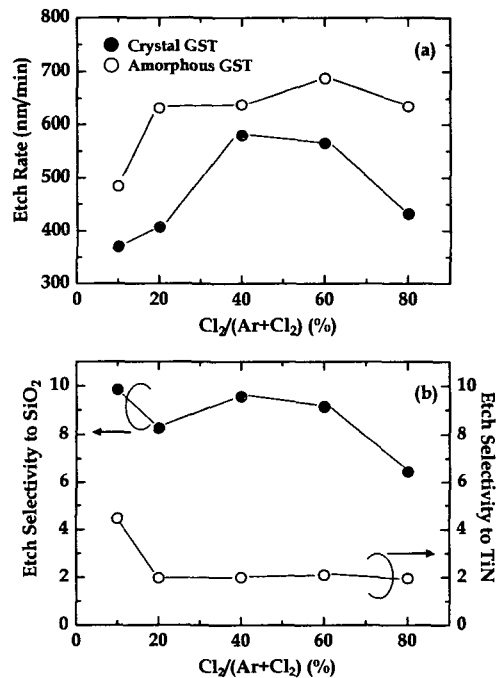 800
700
600
500
400
300
Etch Rate (nm/min)
Crystal GST
Amorphous GST
(a)
0 20 40 60 80
Cl₂/(Ar+Cl₂) (%)
10
8
6
4
2
0
Etch Selectivity to SiO₂
(b)
10
8
6
4
2
0
Etch Selectivity to TiN
0 20 40 60 80
Cl₂/(Ar+Cl₂) (%)